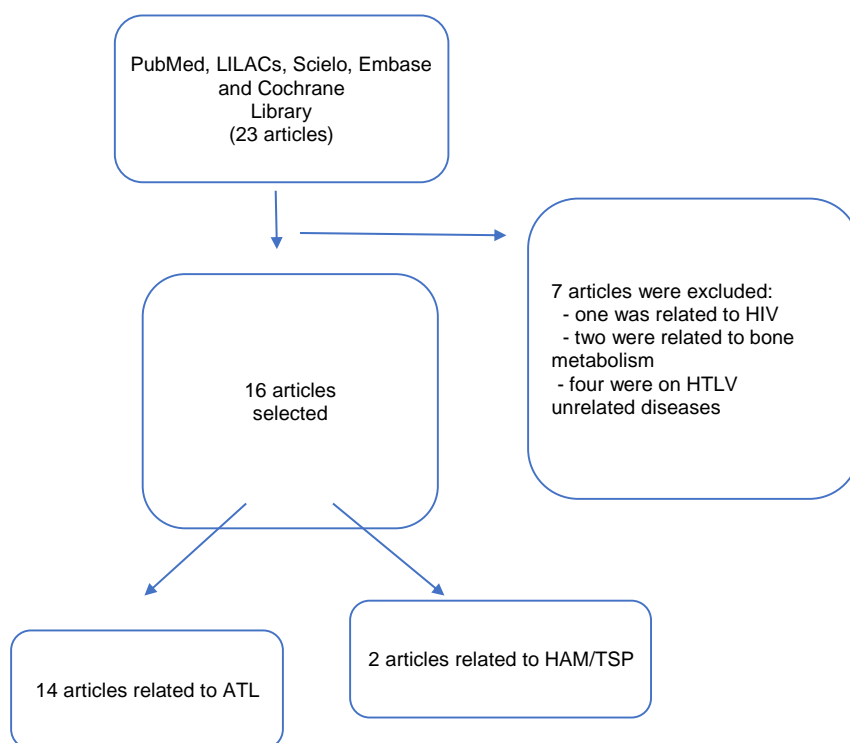 PubMed, LILACs, Scielo, Embase
and Cochrane
Library
(23 articles)
7 articles were excluded:
- one was related to HIV
- two were related to bone
metabolism
- four were on HTLV
unrelated diseases
16 articles
selected
14 articles related to ATL
2 articles related to HAM/TSP